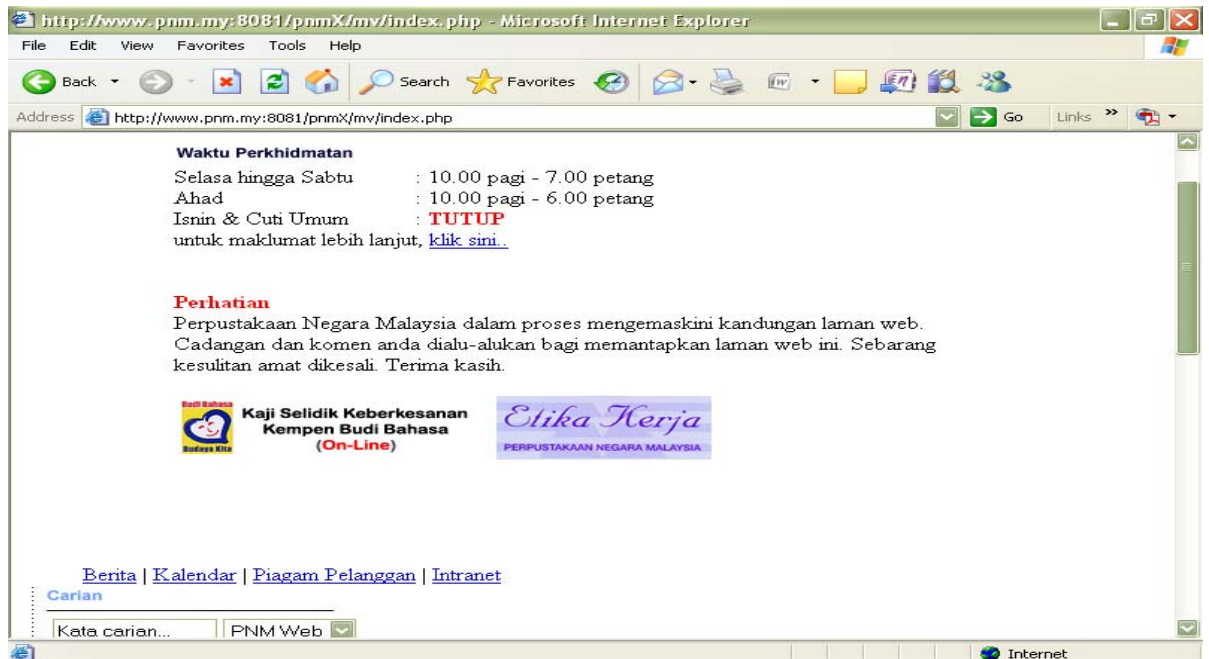 http://www.pnm.my:8081/pnmX/mv/index.php - Microsoft Internet Explorer
File Edit View Favorites Tools Help
Back Search Favorites
Address http://www.pnm.my:8081/pnmX/mv/index.php Go Links »
Waktu Perkhidmatan
Selasa hingga Sabtu : 10.00 pagi - 7.00 petang
Ahad : 10.00 pagi - 6.00 petang
Isnin & Cuti Umum : TUTUP
untuk maklumat lebih lanjut, klik sini..
Perhatian
Perpustakaan Negara Malaysia dalam proses mengemaskini kandungan laman web.
Cadangan dan komen anda dialu-alukan bagi memantapkan laman web ini. Sebarang
kesulitan amat dikesali. Terima kasih.
Budi Bahasa
Budaya Kita
Kaji Selidik Keberkesanan
Kempen Budi Bahasa
(On-Line)
Etika Kerja
PERPUSTAKAAN NEGARA MALAYSIA
Berita | Kalendar | Piagam Pelanggan | Intranet
Carian
Kata carian... PNM Web
Internet